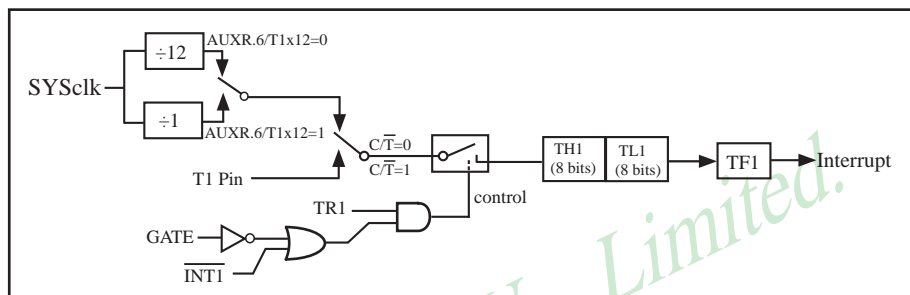 AUXR.6/T1x12=0
÷12
SYSclk
÷1
AUXR.6/T1x12=1
C/T̅=0
C/T̅=1
TH1
(8 bits)
TL1
(8 bits)
TF1
Interrupt
T1 Pin
control
TR1
GATE
I̅N̅T̅1̅
Limited.